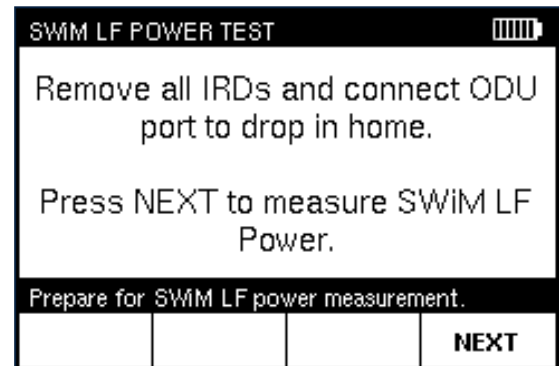 SWiM LF POWER TEST
Remove all IRDs and connect ODU
port to drop in home.
Press NEXT to measure SWiM LF
Power.
Prepare for SWiM LF power measurement.
NEXT